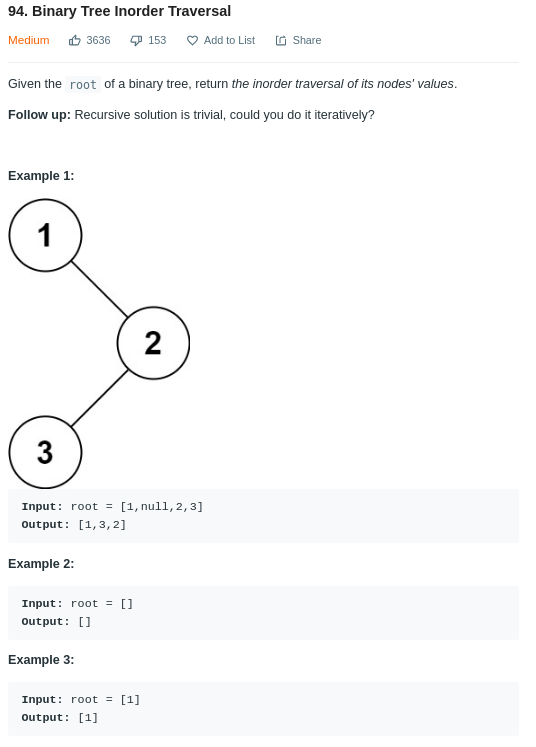 94. Binary Tree Inorder Traversal
Medium 3636 153 Add to List Share
Given the root of a binary tree, return the inorder traversal of its nodes' values.
Follow up: Recursive solution is trivial, could you do it iteratively?
Example 1:
1
2
3
Input: root = [1,null,2,3]
Output: [1,3,2]
Example 2:
Input: root = []
Output: []
Example 3:
Input: root = [1]
Output: [1]